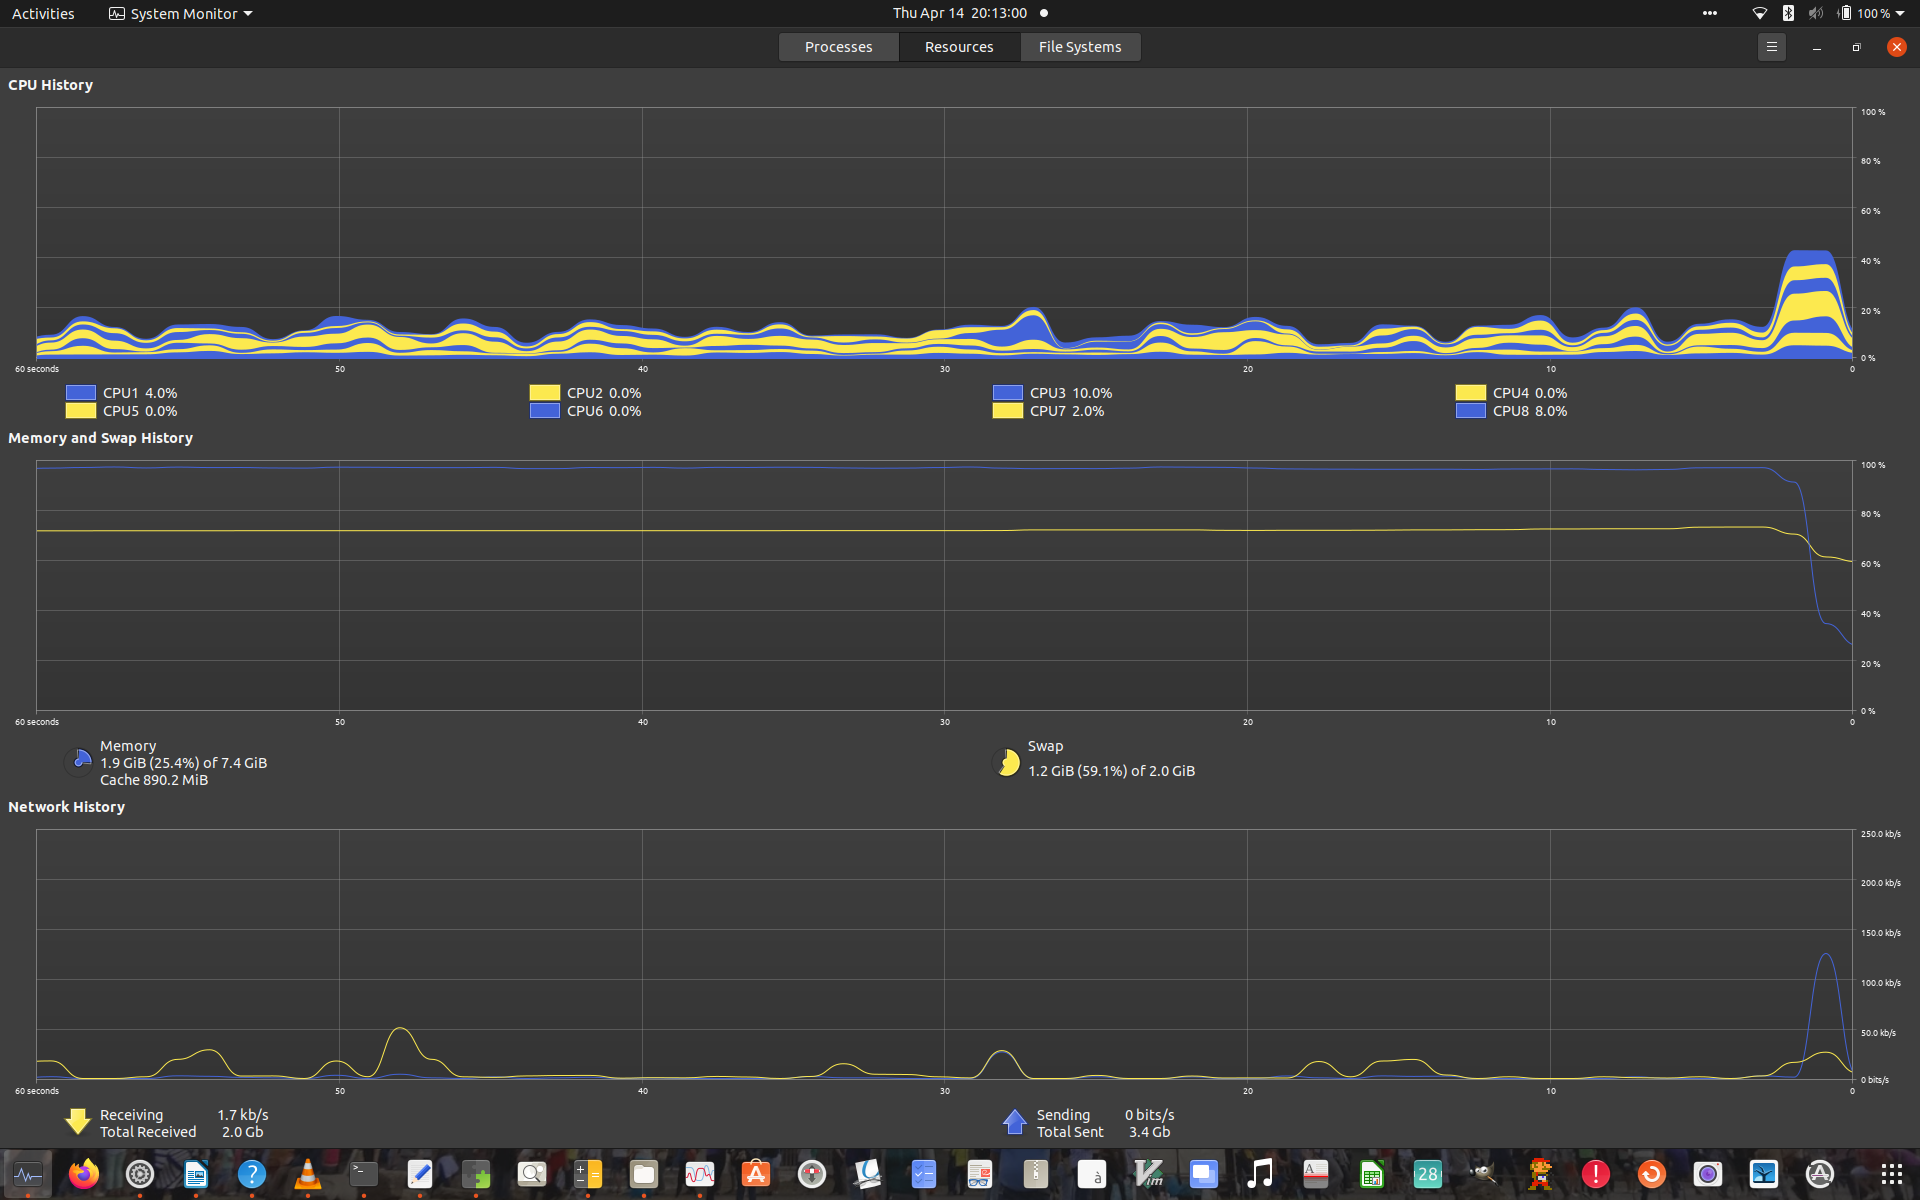 Activities
System Monitor
Thu Apr 14 20:13:00
100 %
Processes
Resources
File Systems
CPU History
100 %
80 %
60 %
40 %
20 %
0 %
60 seconds 50 40 30 20 10 0
CPU1 4.0% CPU2 0.0% CPU3 10.0% CPU4 0.0%
CPU5 0.0% CPU6 0.0% CPU7 2.0% CPU8 8.0%
Memory and Swap History
100 %
80 %
60 %
40 %
20 %
0 %
60 seconds 50 40 30 20 10 0
Memory
1.9 GiB (25.4%) of 7.4 GiB
Cache 890.2 MiB
Swap
1.2 GiB (59.1%) of 2.0 GiB
Network History
250.0 kb/s
200.0 kb/s
150.0 kb/s
100.0 kb/s
50.0 kb/s
0 bits/s
60 seconds 50 40 30 20 10 0
Receiving 1.7 kb/s
Total Received 2.0 Gb
Sending 0 bits/s
Total Sent 3.4 Gb
? >_ à Vim A 28 !